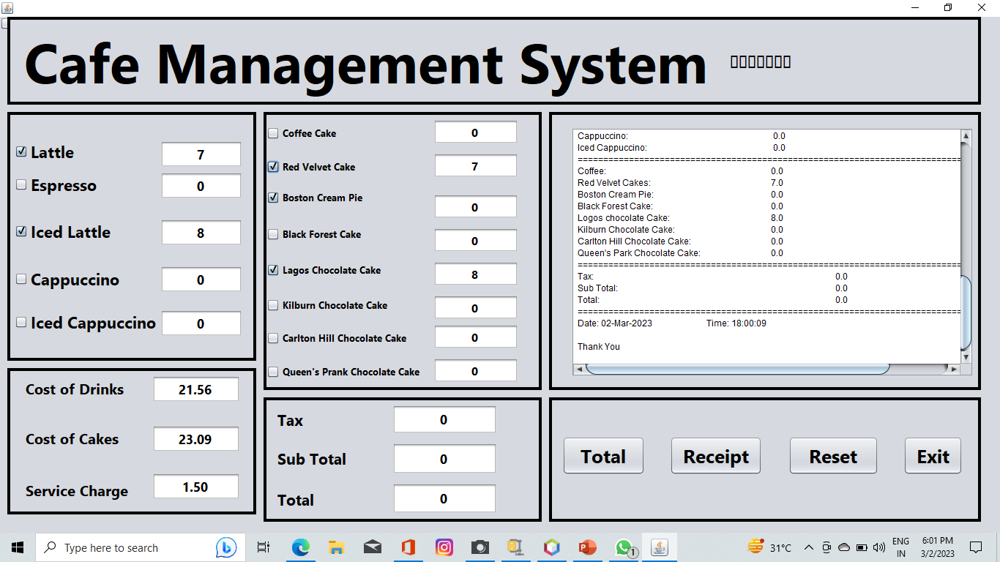 Cafe Management System
Lattle 7
Espresso 0
Iced Lattle 8
Cappuccino 0
Iced Cappuccino 0
Cost of Drinks 21.56
Cost of Cakes 23.09
Service Charge 1.50
Coffee Cake 0
Red Velvet Cake 7
Boston Cream Pie 0
Black Forest Cake 0
Lagos Chocolate Cake 8
Kilburn Chocolate Cake 0
Carlton Hill Chocolate Cake 0
Queen's Prank Chocolate Cake 0
Tax 0
Sub Total 0
Total 0
Cappuccino: 0.0
Iced Cappuccino: 0.0
Coffee: 0.0
Red Velvet Cakes: 7.0
Boston Cream Pie: 0.0
Black Forest Cake: 0.0
Logos chocolate Cake: 8.0
Kilburn Chocolate Cake: 0.0
Carlton Hill Chocolate Cake: 0.0
Queen's Park Chocolate Cake: 0.0
Tax: 0.0
Sub Total: 0.0
Total: 0.0
Date: 02-Mar-2023 Time: 18:00:09
Thank You
Total Receipt Reset Exit
Type here to search
1
31°C
ENG
IN
6:01 PM
3/2/2023